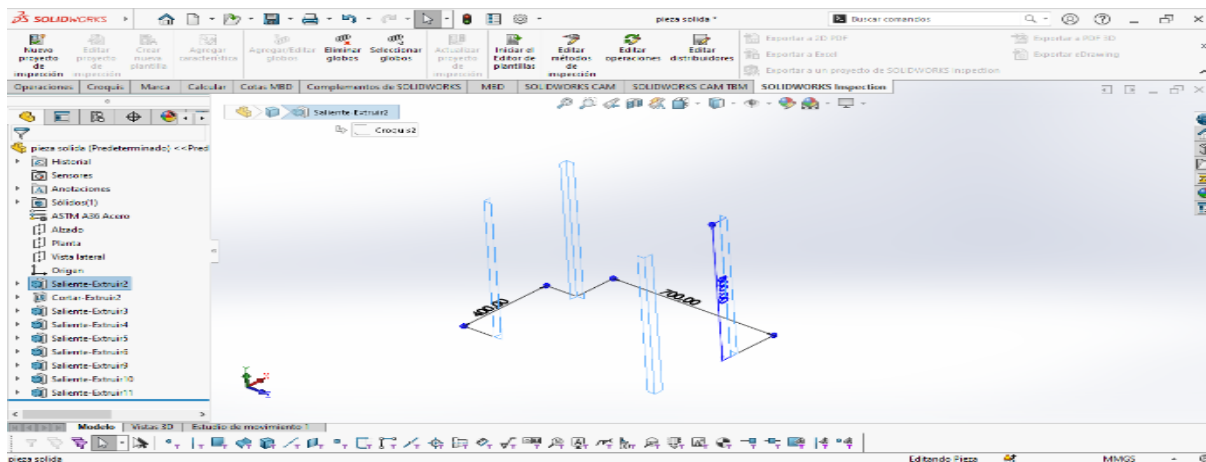 SOLIDWORKS
pieza solida *
Buscar comandos
Nuevo proyecto de inspección
Editar proyecto de inspección
Crear nueva plantilla
Agregar característica
Agregar/Editar globos
Eliminar globos
Seleccionar globos
Actualizar proyecto de inspección
Iniciar el Editor de plantillas
Editar métodos de inspección
Editar operaciones
Editar distribuidores
Exportar a 2D PDF
Exportar a Excel
Exportar a un proyecto de SOLIDWORKS Inspection
Exportar a PDF 3D
Exportar eDrawing
Operaciones
Croquis
Marca
Calcular
Cotas MBD
Complementos de SOLIDWORKS
MBD
SOLIDWORKS CAM
SOLIDWORKS CAM TBM
SOLIDWORKS Inspection
Saliente-Extruir2
Croquis2
pieza solida (Predeterminado) <<Pred
Historial
Sensores
Anotaciones
Sólidos(1)
ASTM A36 Acero
Alzado
Planta
Vista lateral
Origen
Saliente-Extruir2
Cortar-Extruir2
Saliente-Extruir3
Saliente-Extruir4
Saliente-Extruir5
Saliente-Extruir6
Saliente-Extruir9
Saliente-Extruir10
Saliente-Extruir11
400.00
700.00
Modelo
Vistas 3D
Estudio de movimiento 1
pieza solida
Editando Pieza
MMGS